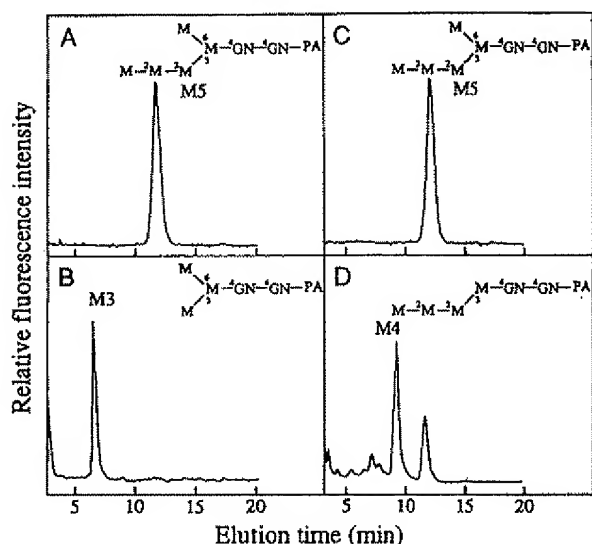 Relative fluorescence intensity
A
M
6
M—4GN—4GN—PA
3
M—2M—2M
M5
C
M
6
M—4GN—4GN—PA
3
M—2M—2M
M5
B
M3
M
6
M—4GN—4GN—PA
3
M
D
M4
M—4GN—4GN—PA
3
M—2M—2M
5 10 15 20
5 10 15 20
Elution time (min)